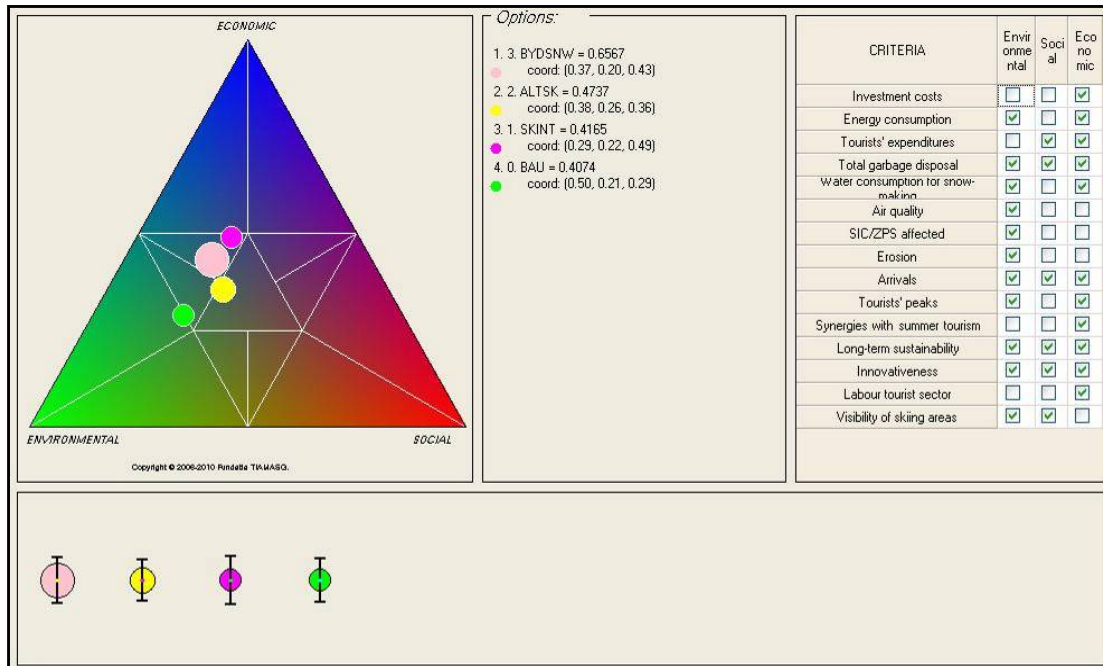 ECONOMIC
ENVIRONMENTAL
SOCIAL
Copyright © 2006-2010 Fundatia TIAMASG.
Options:
1. 3. BYDSNW = 0.6567
coord: (0.37, 0.20, 0.43)
2. 2. ALTSK = 0.4737
coord: (0.38, 0.26, 0.36)
3. 1. SKINT = 0.4165
coord: (0.29, 0.22, 0.49)
4. 0. BAU = 0.4074
coord: (0.50, 0.21, 0.29)
CRITERIA
Envir
onme
ntal
Soci
al
Eco
no
mic
Investment costs
Energy consumption
Tourists' expenditures
Total garbage disposal
Water consumption for snow-
making
Air quality
SIC/ZPS affected
Erosion
Arrivals
Tourists' peaks
Synergies with summer tourism
Long-term sustainability
Innovativeness
Labour tourist sector
Visibility of skiing areas